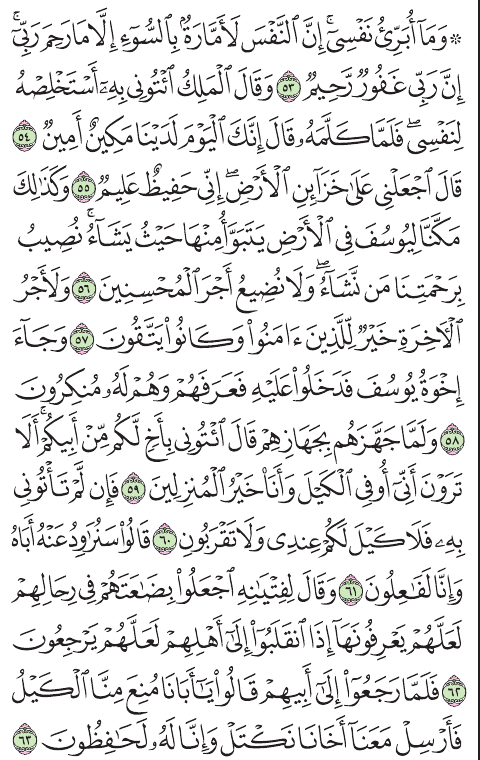 ۞ وَمَآ أُبَرِّئُ نَفْسِىٓ ۚ إِنَّ ٱلنَّفْسَ لَأَمَّارَةٌۢ بِٱلسُّوٓءِ إِلَّا مَا رَحِمَ رَبِّىٓ ۚ
إِنَّ رَبِّى غَفُورٌ رَّحِيمٌ ٥٣ وَقَالَ ٱلْمَلِكُ ٱئْتُونِى بِهِۦٓ أَسْتَخْلِصْهُ
لِنَفْسِى ۖ فَلَمَّا كَلَّمَهُۥ قَالَ إِنَّكَ ٱلْيَوْمَ لَدَيْنَا مَكِينٌ أَمِينٌ ٥٤
قَالَ ٱجْعَلْنِى عَلَىٰ خَزَآئِنِ ٱلْأَرْضِ ۖ إِنِّى حَفِيظٌ عَلِيمٌ ٥٥ وَكَذَٰلِكَ
مَكَّنَّا لِيُوسُفَ فِى ٱلْأَرْضِ يَتَبَوَّأُ مِنْهَا حَيْثُ يَشَآءُ ۚ نُصِيبُ
بِرَحْمَتِنَا مَن نَّشَآءُ ۖ وَلَا نُضِيعُ أَجْرَ ٱلْمُحْسِنِينَ ٥٦ وَلَأَجْرُ
ٱلْـَٔاخِرَةِ خَيْرٌ لِّلَّذِينَ ءَامَنُوا۟ وَكَانُوا۟ يَتَّقُونَ ٥٧ وَجَآءَ
إِخْوَةُ يُوسُفَ فَدَخَلُوا۟ عَلَيْهِ فَعَرَفَهُمْ وَهُمْ لَهُۥ مُنكِرُونَ
٥٨ وَلَمَّا جَهَّزَهُم بِجَهَازِهِمْ قَالَ ٱئْتُونِى بِأَخٍ لَّكُم مِّنْ أَبِيكُمْ ۚ أَلَا
تَرَوْنَ أَنِّىٓ أُوفِى ٱلْكَيْلَ وَأَنَا۠ خَيْرُ ٱلْمُنزِلِينَ ٥٩ فَإِن لَّمْ تَأْتُونِى
بِهِۦ فَلَا كَيْلَ لَكُمْ عِندِى وَلَا تَقْرَبُونِ ٦٠ قَالُوا۟ سَنُرَٰوِدُ عَنْهُ أَبَاهُ
وَإِنَّا لَفَٰعِلُونَ ٦١ وَقَالَ لِفِتْيَٰنِهِ ٱجْعَلُوا۟ بِضَٰعَتَهُمْ فِى رِحَالِهِمْ
لَعَلَّهُمْ يَعْرِفُونَهَآ إِذَا ٱنقَلَبُوٓا۟ إِلَىٰٓ أَهْلِهِمْ لَعَلَّهُمْ يَرْجِعُونَ
٦٢ فَلَمَّا رَجَعُوٓا۟ إِلَىٰٓ أَبِيهِمْ قَالُوا۟ يَٰٓأَبَانَا مُنِعَ مِنَّا ٱلْكَيْلُ
فَأَرْسِلْ مَعَنَآ أَخَانَا نَكْتَلْ وَإِنَّا لَهُۥ لَحَٰفِظُونَ ٦٣